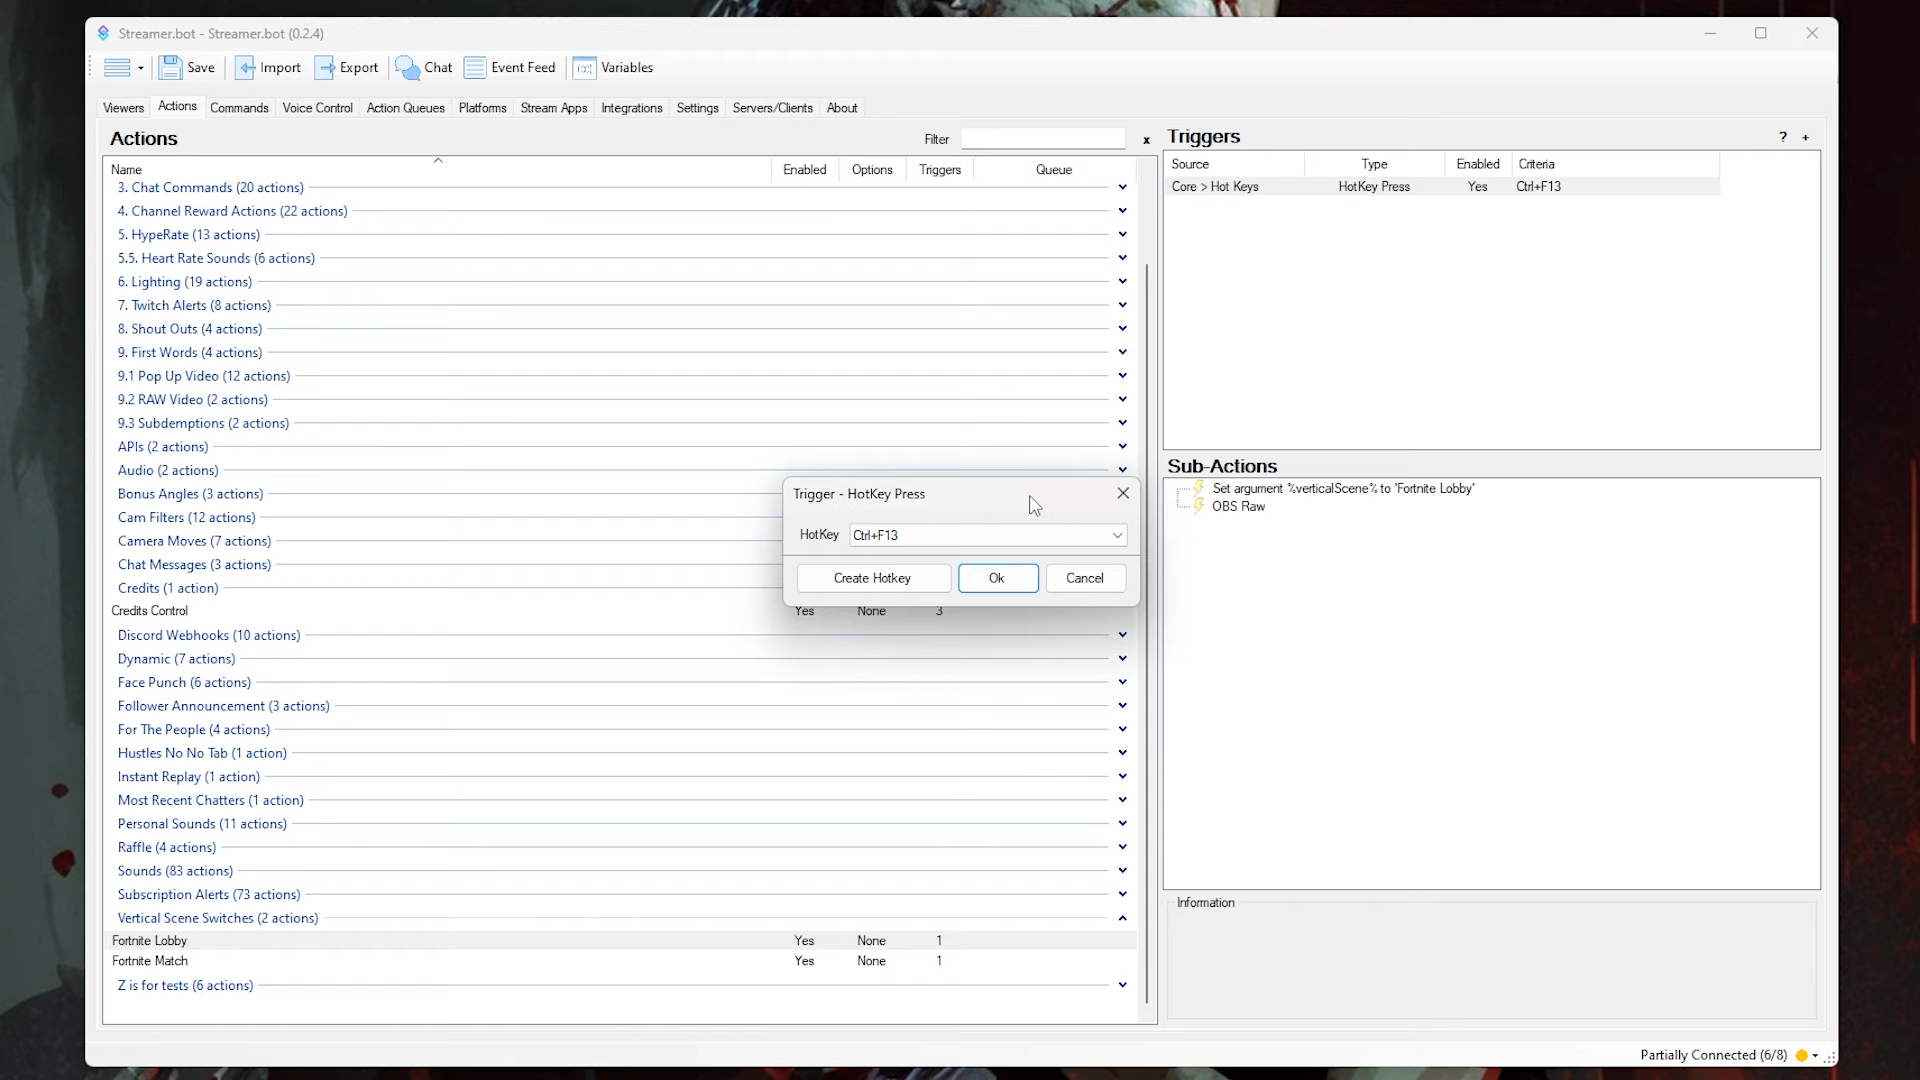 Streamer.bot - Streamer.bot (0.2.4)
Save Import Export Chat Event Feed Variables
Viewers Actions Commands Voice Control Action Queues Platforms Stream Apps Integrations Settings Servers/Clients About
Actions
Filter
x
Name Enabled Options Triggers Queue
3. Chat Commands (20 actions)
4. Channel Reward Actions (22 actions)
5. HypeRate (13 actions)
5.5. Heart Rate Sounds (6 actions)
6. Lighting (19 actions)
7. Twitch Alerts (8 actions)
8. Shout Outs (4 actions)
9. First Words (4 actions)
9.1 Pop Up Video (12 actions)
9.2 RAW Video (2 actions)
9.3 Subdemptions (2 actions)
APIs (2 actions)
Audio (2 actions)
Bonus Angles (3 actions)
Cam Filters (12 actions)
Camera Moves (7 actions)
Chat Messages (3 actions)
Credits (1 action)
Credits Control Yes None 3
Discord Webhooks (10 actions)
Dynamic (7 actions)
Face Punch (6 actions)
Follower Announcement (3 actions)
For The People (4 actions)
Hustles No No Tab (1 action)
Instant Replay (1 action)
Most Recent Chatters (1 action)
Personal Sounds (11 actions)
Raffle (4 actions)
Sounds (83 actions)
Subscription Alerts (73 actions)
Vertical Scene Switches (2 actions)
Fortnite Lobby Yes None 1
Fortnite Match Yes None 1
Z is for tests (6 actions)
Trigger - HotKey Press
HotKey Ctrl+F13
Create Hotkey Ok Cancel
Triggers ? +
Source Type Enabled Criteria
Core > Hot Keys HotKey Press Yes Ctrl+F13
Sub-Actions
Set argument %verticalScene% to 'Fortnite Lobby'
OBS Raw
Information
Partially Connected (6/8)